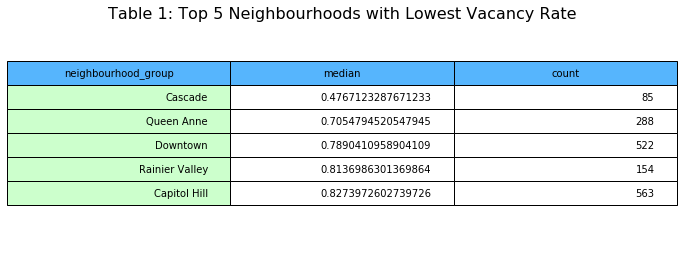 Table 1: Top 5 Neighbourhoods with Lowest Vacancy Rate
neighbourhood_group median count
Cascade 0.4767123287671233 85
Queen Anne 0.7054794520547945 288
Downtown 0.7890410958904109 522
Rainier Valley 0.8136986301369864 154
Capitol Hill 0.8273972602739726 563